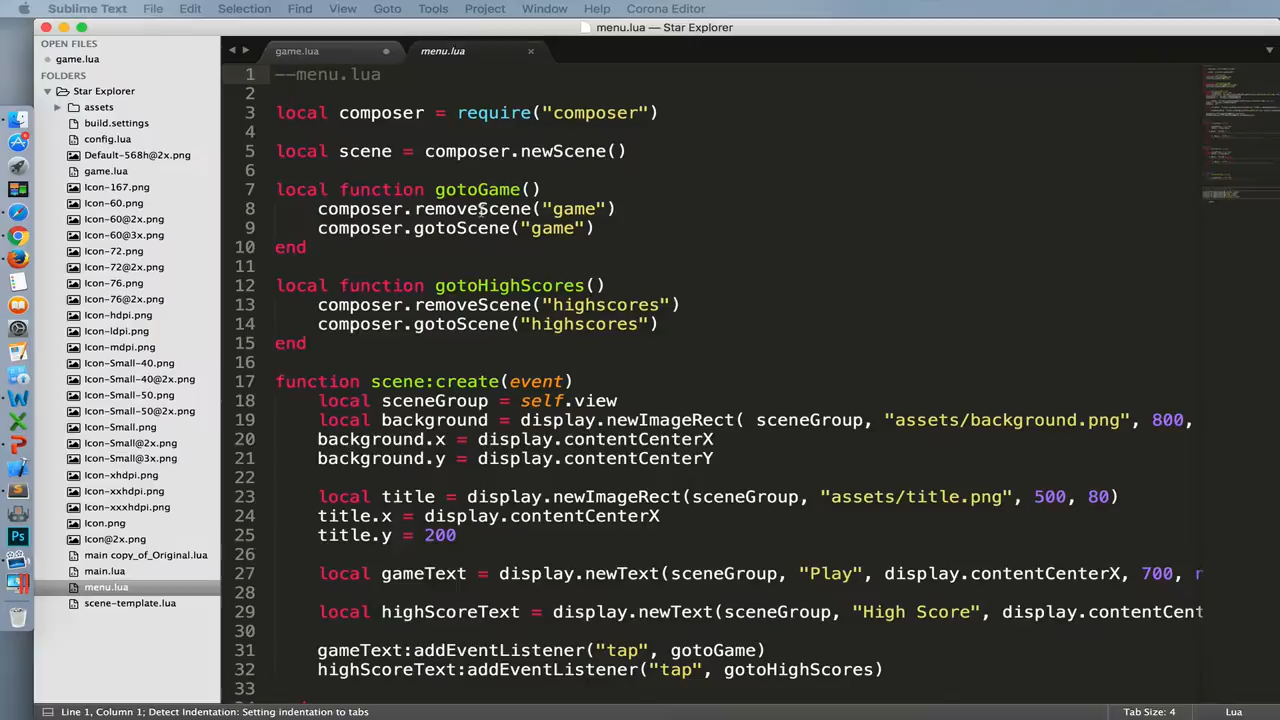 Sublime Text File Edit Selection Find View Goto Tools Project Window Help Corona Editor
menu.lua — Star Explorer
OPEN FILES
game.lua
FOLDERS
Star Explorer
assets
build.settings
config.lua
Default-568h@2x.png
game.lua
Icon-167.png
Icon-60.png
Icon-60@2x.png
Icon-60@3x.png
Icon-72.png
Icon-72@2x.png
Icon-76.png
Icon-76@2x.png
Icon-hdpi.png
Icon-ldpi.png
Icon-mdpi.png
Icon-Small-40.png
Icon-Small-40@2x.png
Icon-Small-50.png
Icon-Small-50@2x.png
Icon-Small.png
Icon-Small@2x.png
Icon-Small@3x.png
Icon-xhdpi.png
Icon-xxhdpi.png
Icon-xxxhdpi.png
Icon.png
Icon@2x.png
main copy_of_Original.lua
main.lua
menu.lua
scene-template.lua
game.lua menu.lua
1 --menu.lua
2
3 local composer = require("composer")
4
5 local scene = composer.newScene()
6
7 local function gotoGame()
8 composer.removeScene("game")
9 composer.gotoScene("game")
10 end
11
12 local function gotoHighScores()
13 composer.removeScene("highscores")
14 composer.gotoScene("highscores")
15 end
16
17 function scene:create(event)
18 local sceneGroup = self.view
19 local background = display.newImageRect( sceneGroup, "assets/background.png", 800,
20 background.x = display.contentCenterX
21 background.y = display.contentCenterY
22
23 local title = display.newImageRect(sceneGroup, "assets/title.png", 500, 80)
24 title.x = display.contentCenterX
25 title.y = 200
26
27 local gameText = display.newText(sceneGroup, "Play", display.contentCenterX, 700,
28
29 local highScoreText = display.newText(sceneGroup, "High Score", display.contentCent
30
31 gameText:addEventListener("tap", gotoGame)
32 highScoreText:addEventListener("tap", gotoHighScores)
33
Line 1, Column 1; Detect Indentation: Setting indentation to tabs Tab Size: 4 Lua